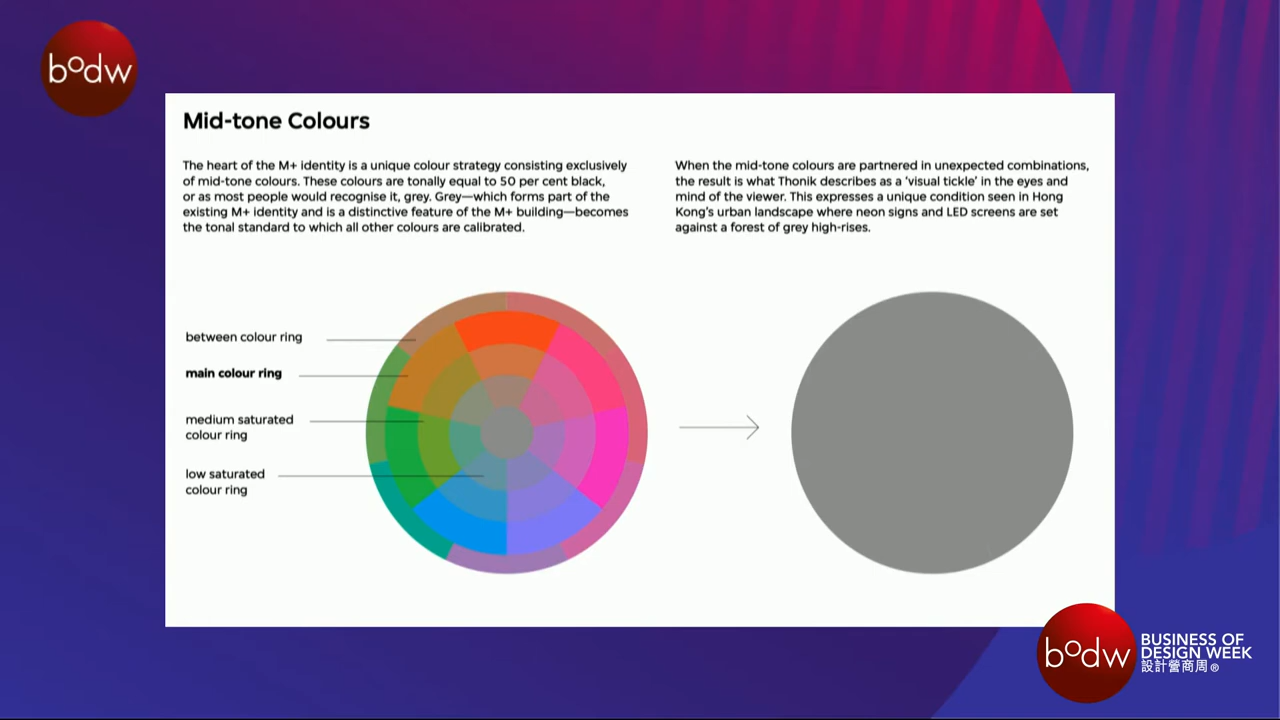 bodw
Mid-tone Colours
The heart of the M+ identity is a unique colour strategy consisting exclusively
of mid-tone colours. These colours are tonally equal to 50 per cent black,
or as most people would recognise it, grey. Grey—which forms part of the
existing M+ identity and is a distinctive feature of the M+ building—becomes
the tonal standard to which all other colours are calibrated.
When the mid-tone colours are partnered in unexpected combinations,
the result is what Thonik describes as a ‘visual tickle’ in the eyes and
mind of the viewer. This expresses a unique condition seen in Hong
Kong’s urban landscape where neon signs and LED screens are set
against a forest of grey high-rises.
between colour ring
main colour ring
medium saturated
colour ring
low saturated
colour ring
bodw
BUSINESS OF
DESIGN WEEK
設計營商周®